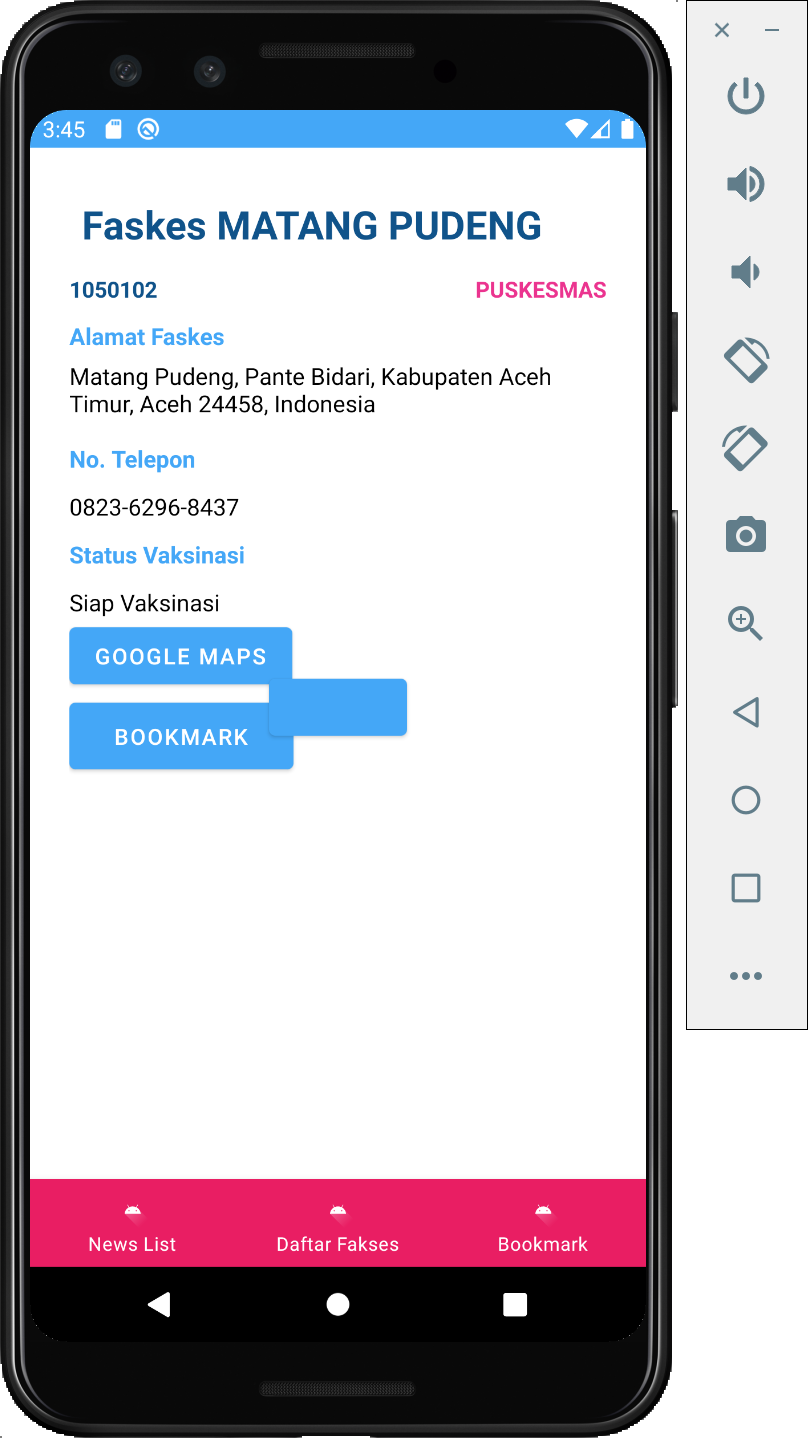 3:45
Faskes MATANG PUDENG
1050102 PUSKESMAS
Alamat Faskes
Matang Pudeng, Pante Bidari, Kabupaten Aceh
Timur, Aceh 24458, Indonesia
No. Telepon
0823-6296-8437
Status Vaksinasi
Siap Vaksinasi
GOOGLE MAPS
BOOKMARK
News List Daftar Fakses Bookmark